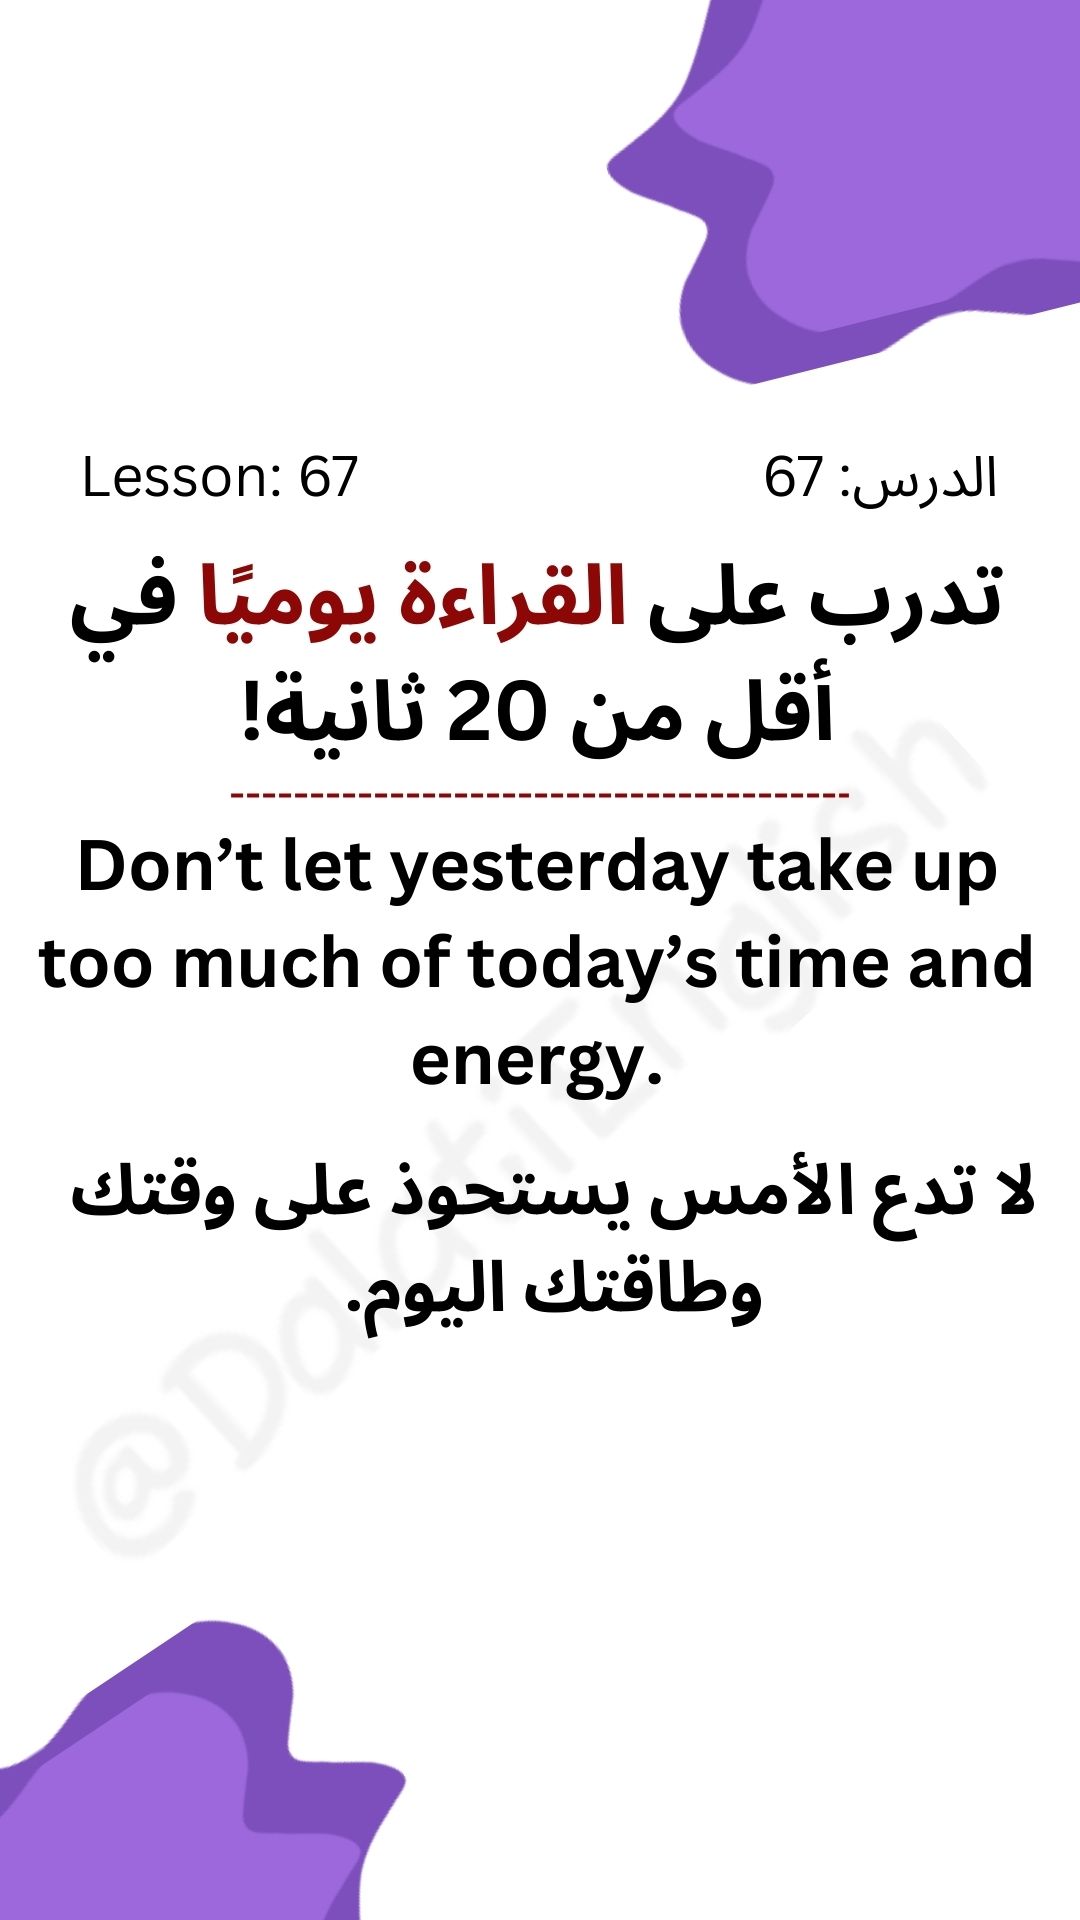 Lesson: 67
الدرس: 67
تدرب على القراءة يوميًا في
أقل من 20 ثانية!
---------------------------------------
Don’t let yesterday take up
too much of today’s time and
energy.
لا تدع الأمس يستحوذ على وقتك
وطاقتك اليوم.
@DalatiEnglish